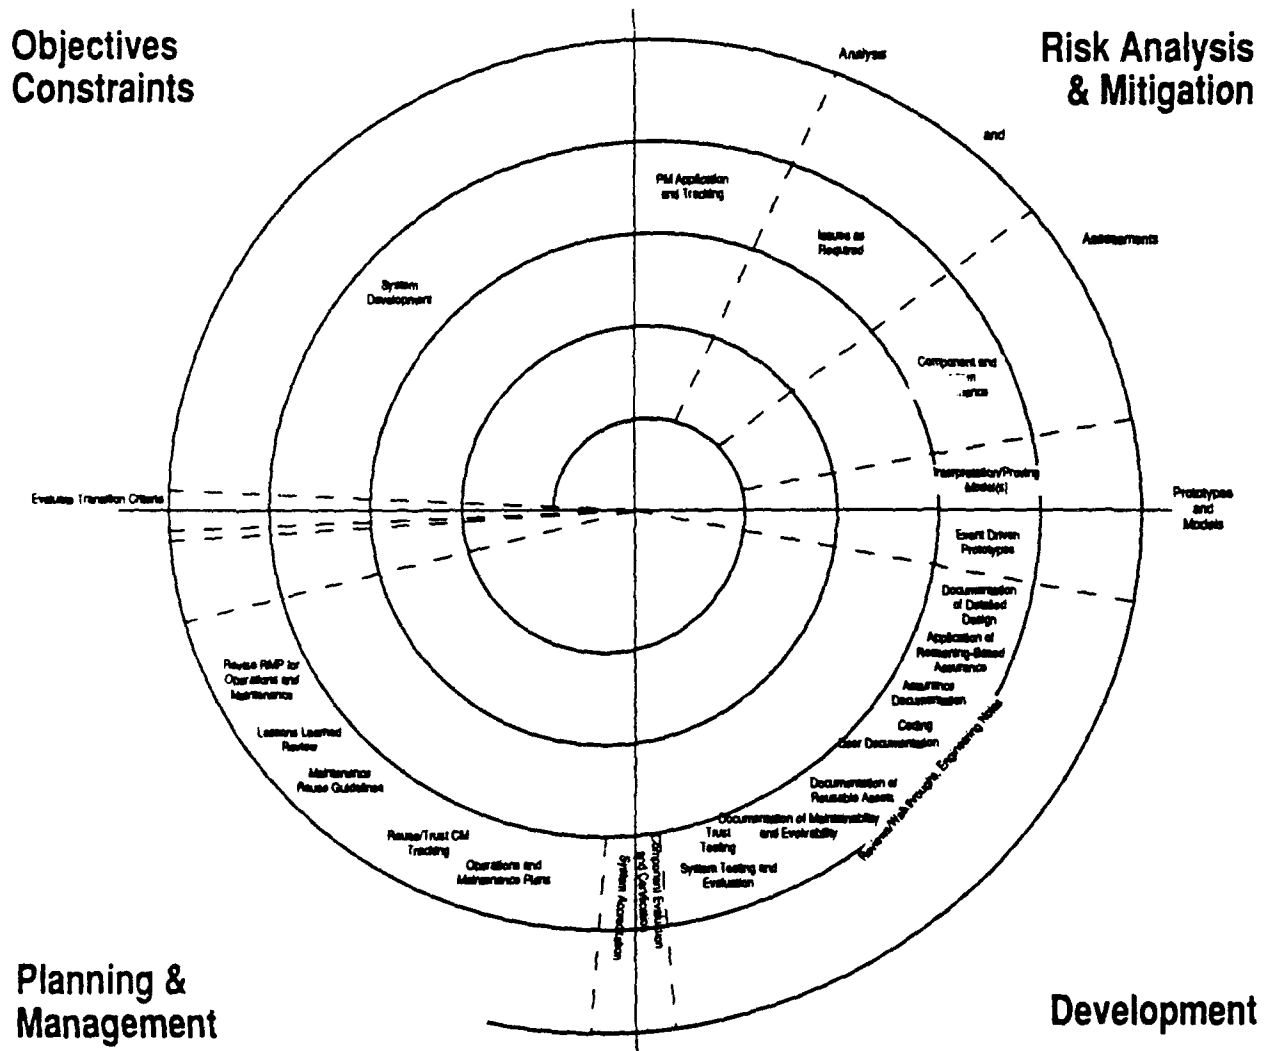 Objectives
Constraints
Risk Analysis
& Mitigation
Analysis
and
Assessments
PM Application
and Tracking
Issues as
Required
System
Development
Component and
Interpretation/Proving
Model(s)
Evaluate Transition Criteria
Prototypes
and
Models
Event Driven
Prototypes
Documentation
of Detailed
Design
Application of
Reasoning-Based
Assurance
Assurance
Documentation
Coding
User Documentation
Reviews/Walkthroughs, Engineering Notes
Documentation of
Reusable Assets
Documentation of Maintainability
and Evolvability
Trust
Testing
System Testing and
Evaluation
Component Evaluation
and Certification
System Accreditation
Revise RMP for
Operations and
Maintenance
Lessons Learned
Review
Maintenance
Reuse Guidelines
Reuse/Trust CM
Tracking
Operations and
Maintenance Plans
Planning &
Management
Development